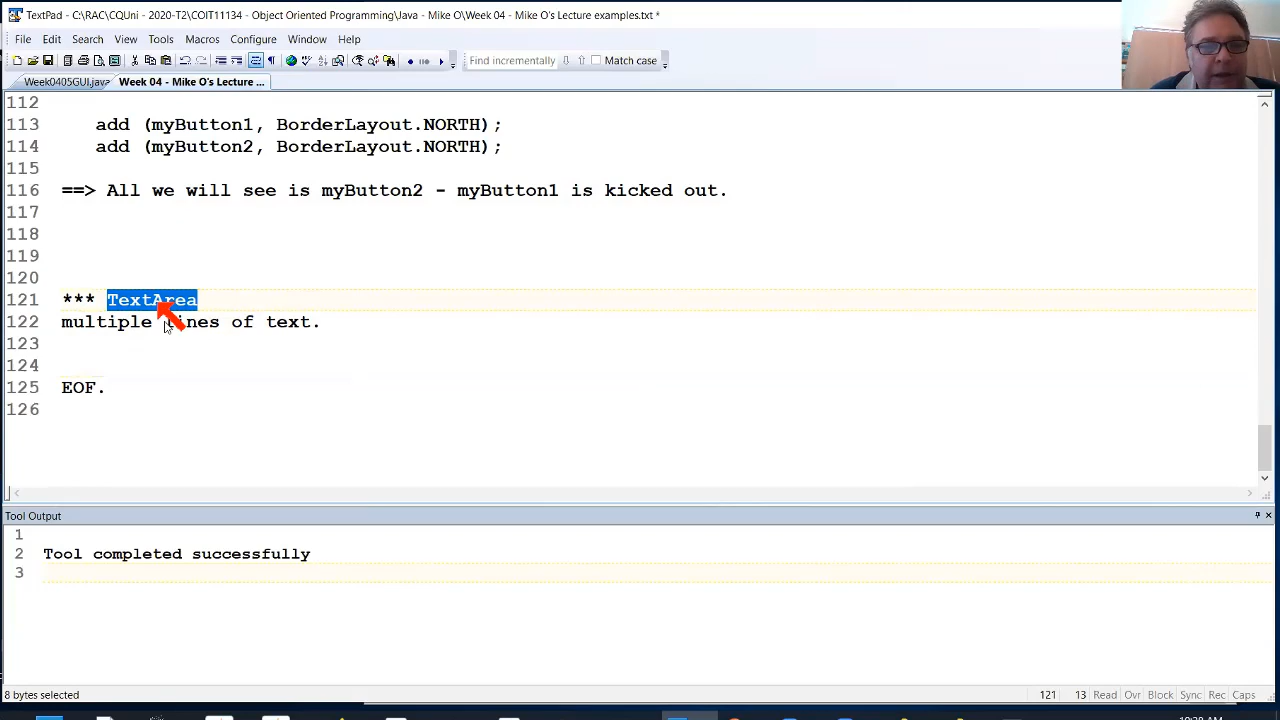 TextPad - C:\RAC\CQUni - 2020-T2\COIT11134 - Object Oriented Programming\Java - Mike O\Week 04 - Mike O's Lecture examples.txt *
File Edit Search View Tools Macros Configure Window Help
Find incrementally Match case
Week0405GUI.java Week 04 - Mike O's Lecture ...
112
113 add (myButton1, BorderLayout.NORTH);
114 add (myButton2, BorderLayout.NORTH);
115
116 ==> All we will see is myButton2 - myButton1 is kicked out.
117
118
119
120
121 *** TextArea
122 multiple lines of text.
123
124
125 EOF.
126
Tool Output
1
2 Tool completed successfully
3
8 bytes selected 121 13 Read Ovr Block Sync Rec Caps